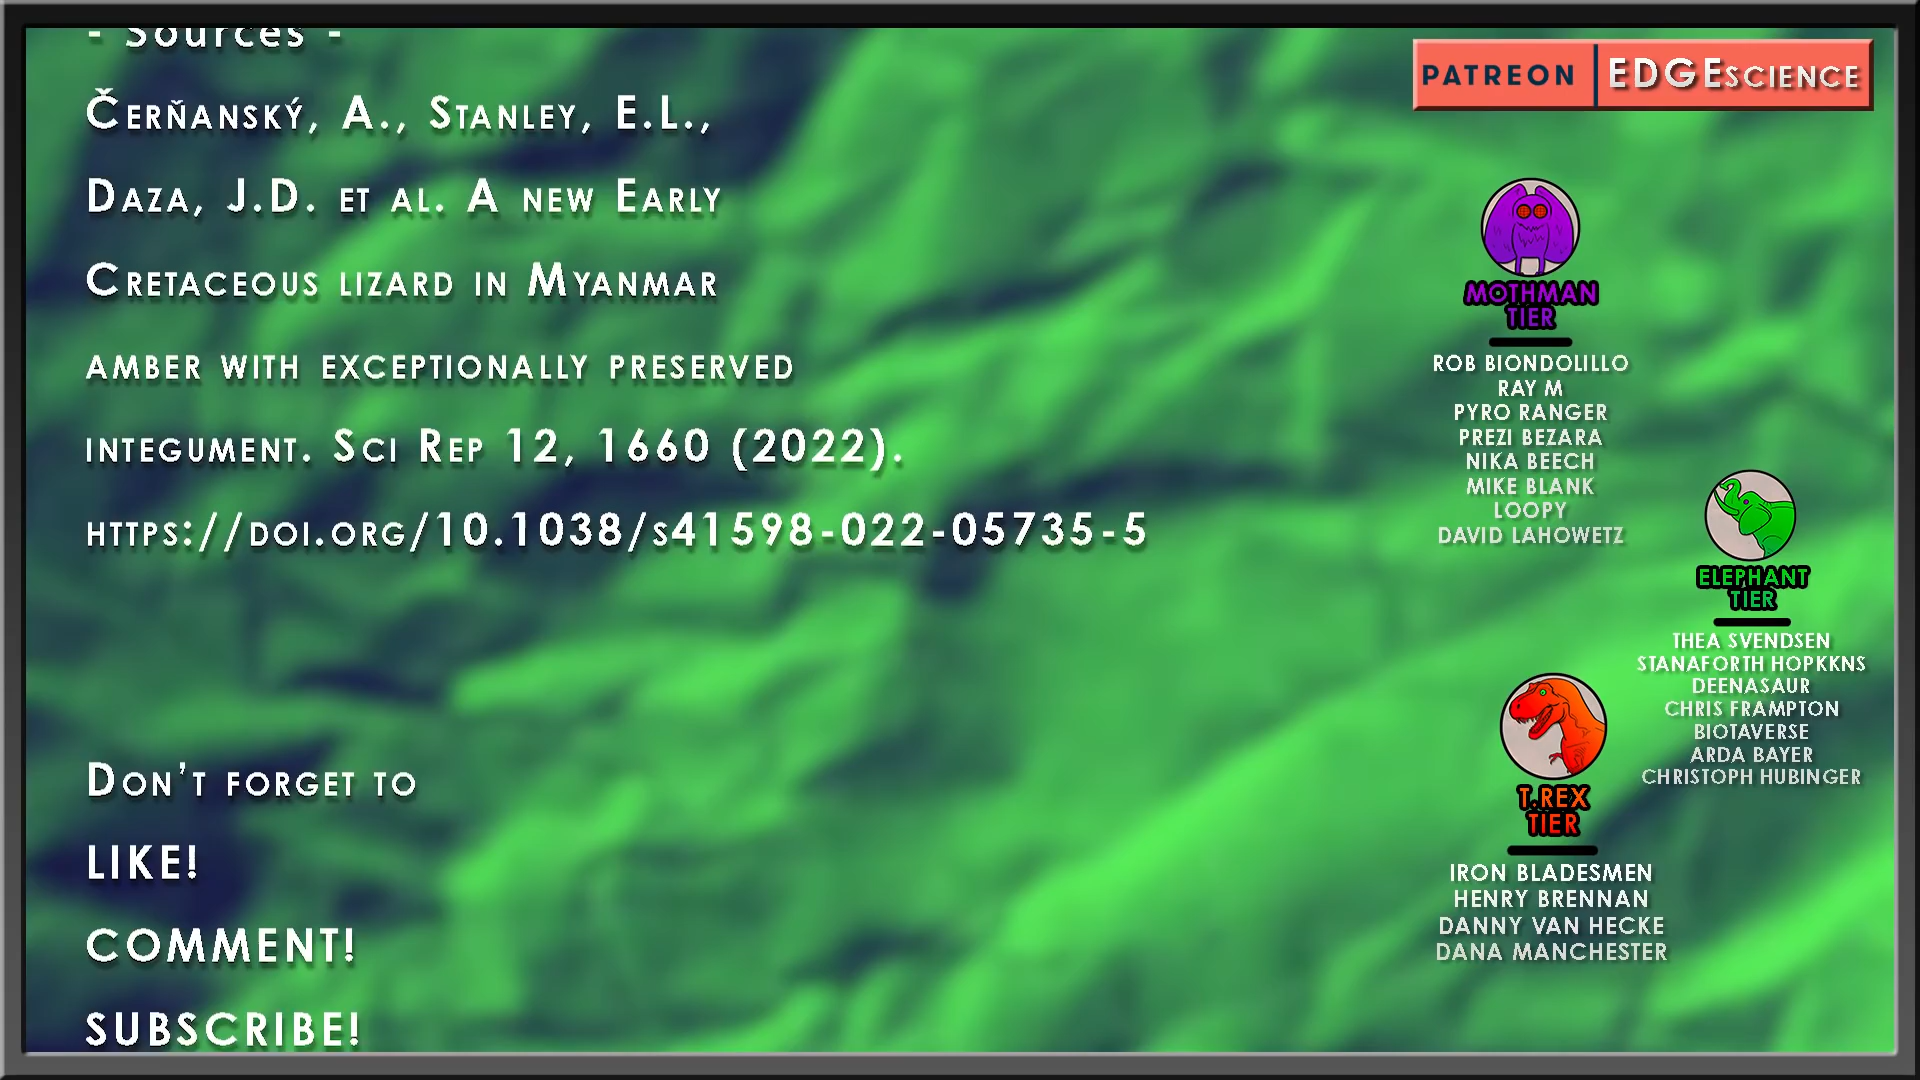 - Sources -
Čerňanský, A., Stanley, E.L.,
Daza, J.D. et al. A new Early
Cretaceous lizard in Myanmar
amber with exceptionally preserved
integument. Sci Rep 12, 1660 (2022).
https://doi.org/10.1038/s41598-022-05735-5
Don't forget to
LIKE!
COMMENT!
SUBSCRIBE!
PATREON EDGESCIENCE
MOTHMAN
TIER
ROB BIONDOLILLO
RAY M
PYRO RANGER
PREZI BEZARA
NIKA BEECH
MIKE BLANK
LOOPY
DAVID LAHOWETZ
ELEPHANT
TIER
THEA SVENDSEN
STANAFORTH HOPKKNS
DEENASAUR
CHRIS FRAMPTON
BIOTAVERSE
ARDA BAYER
CHRISTOPH HUBINGER
T.REX
TIER
IRON BLADESMEN
HENRY BRENNAN
DANNY VAN HECKE
DANA MANCHESTER